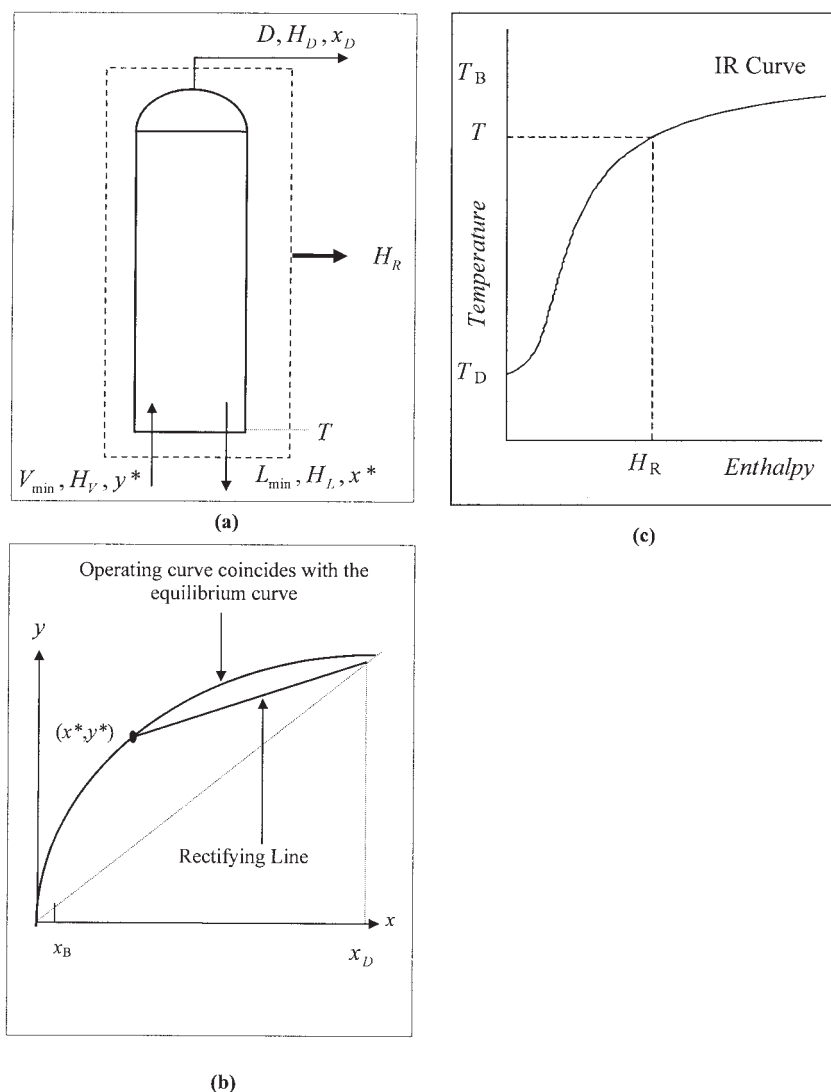 D, H_D, x_D
H_R
T
V_min, H_V, y* L_min, H_L, x*
(a)
T_B
IR Curve
T
Temperature
T_D
H_R Enthalpy
(c)
Operating curve coincides with the
equilibrium curve
y
(x*,y*)
Rectifying Line
x
x_B
x_D
(b)